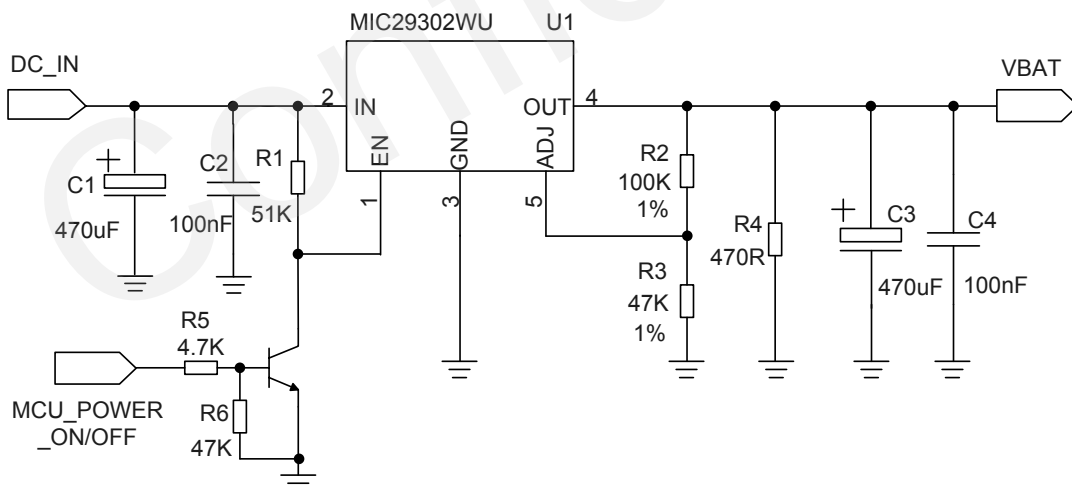 MIC29302WU U1
DC_IN
VBAT
2 IN
OUT 4
EN
GND
ADJ
1
3
5
C1
470uF
C2
100nF
R1
51K
R2
100K
1%
R3
47K
1%
R4
470R
C3
470uF
C4
100nF
R5
4.7K
R6
47K
MCU_POWER
_ON/OFF